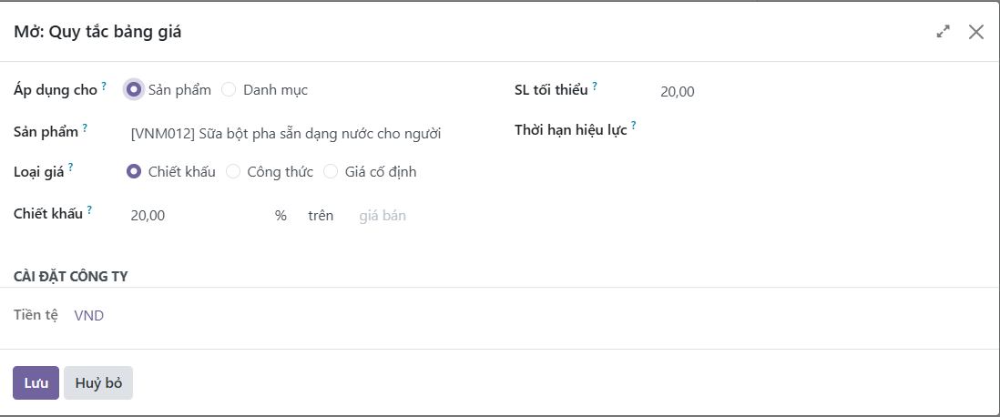 Mở: Quy tắc bảng giá
Áp dụng cho ? Sản phẩm Danh mục
SL tối thiểu ? 20,00
Sản phẩm ? [VNM012] Sữa bột pha sẵn dạng nước cho người
Thời hạn hiệu lực ?
Loại giá ? Chiết khấu Công thức Giá cố định
Chiết khấu ? 20,00 % trên giá bán
CÀI ĐẶT CÔNG TY
Tiền tệ VND
Lưu Huỷ bỏ